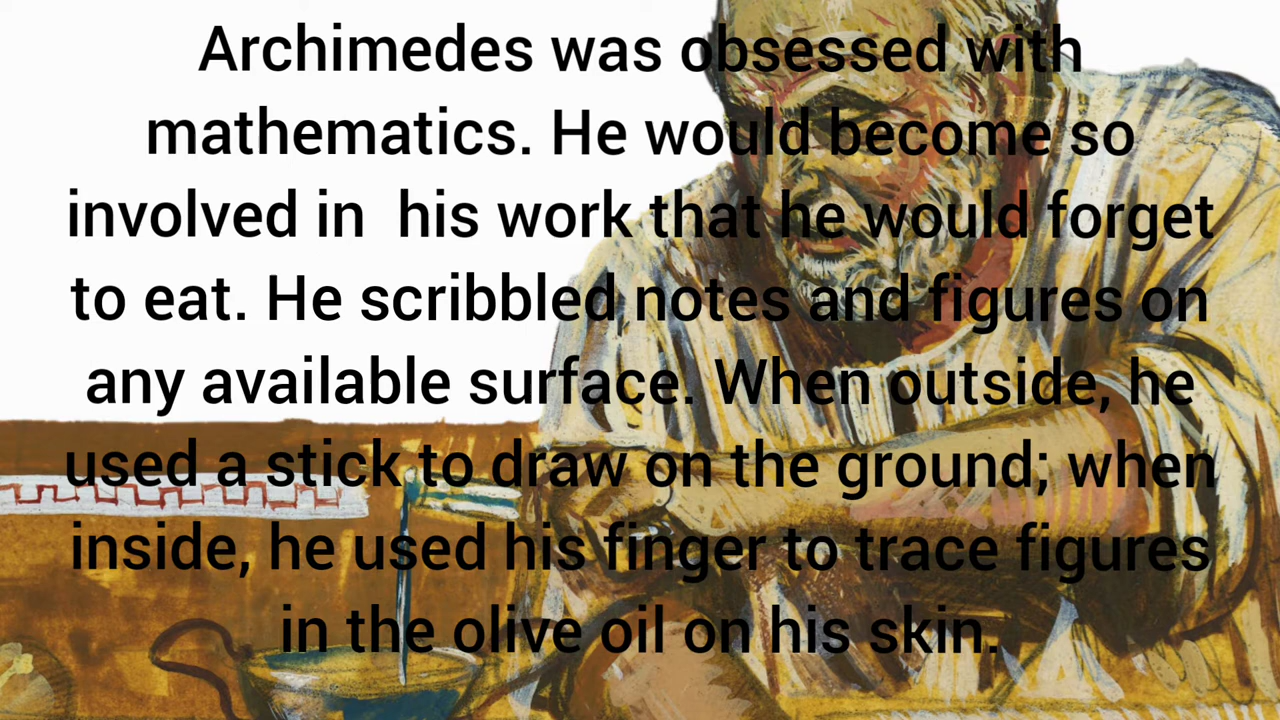 Archimedes was obsessed with
mathematics. He would become so
involved in  his work that he would forget
to eat. He scribbled notes and figures on
any available surface. When outside, he
used a stick to draw on the ground; when
inside, he used his finger to trace figures
in the olive oil on his skin.